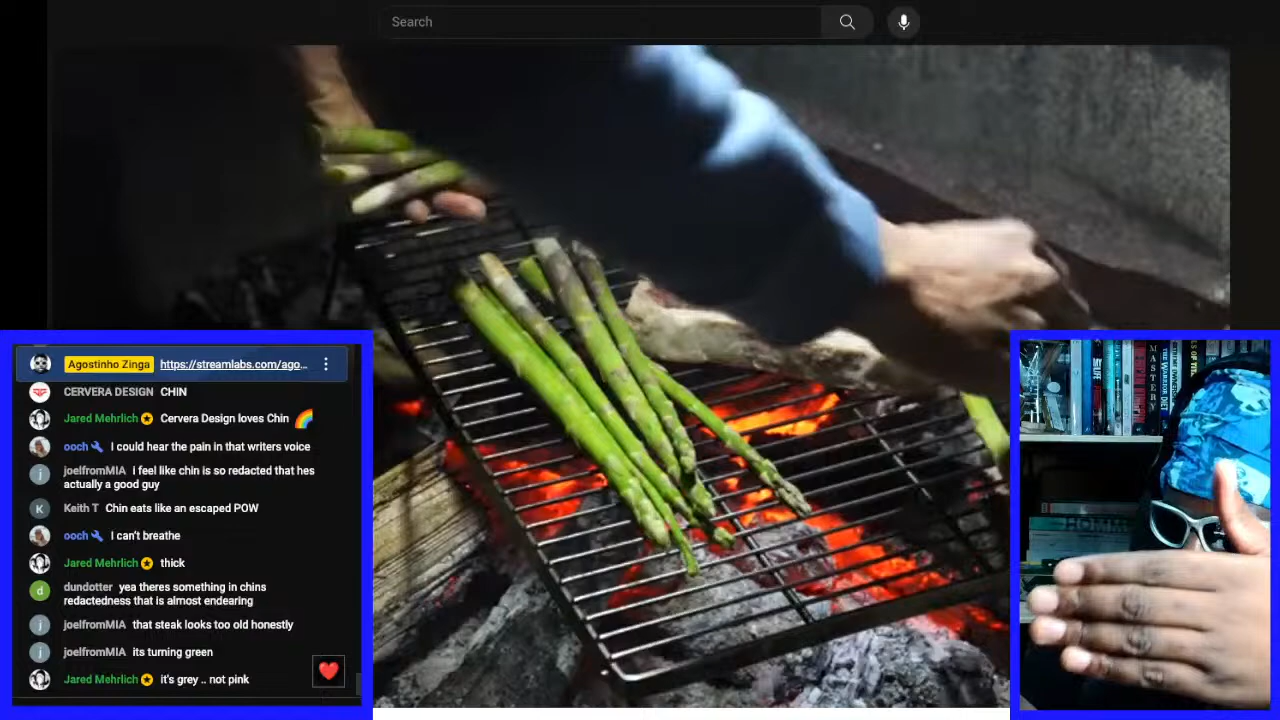 Search
Agostinho Zinga https://streamlabs.com/ago...
CERVERA DESIGN CHIN
Jared Mehrlich Cervera Design loves Chin
ooch I could hear the pain in that writers voice
joelfromMIA i feel like chin is so redacted that hes
actually a good guy
K Keith T Chin eats like an escaped POW
ooch I can't breathe
Jared Mehrlich thick
d dundotter yea theres something in chins
redactedness that is almost endearing
j joelfromMIA that steak looks too old honestly
j joelfromMIA its turning green
Jared Mehrlich it's grey .. not pink
MASTERY
THE WARRIOR DIET